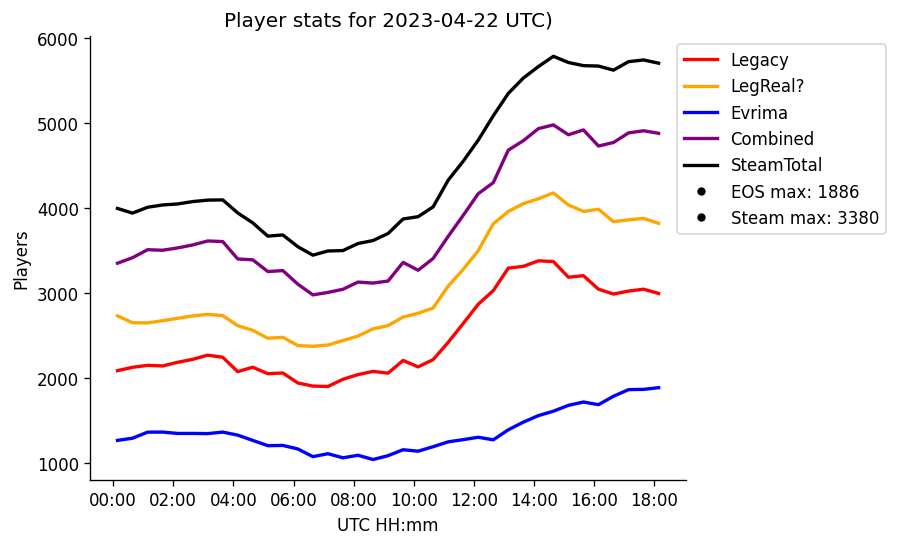 Player stats for 2023-04-22 UTC)
6000
5000
4000
3000
2000
1000
Players
00:00 02:00 04:00 06:00 08:00 10:00 12:00 14:00 16:00 18:00
UTC HH:mm
Legacy
LegReal?
Evrima
Combined
SteamTotal
EOS max: 1886
Steam max: 3380